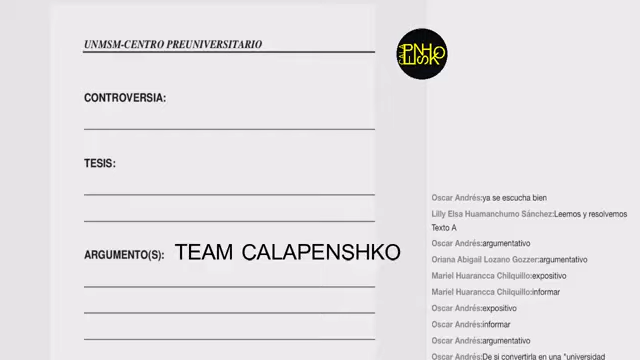 UNMSM-CENTRO PREUNIVERSITARIO
CONTROVERSIA:
TESIS:
ARGUMENTO(S): TEAM CALAPENSHKO
Oscar Andrés:ya se escucha bien
Lilly Elsa Huamanchumo Sánchez:Leemos y resolvemos
Texto A
Oscar Andrés:argumentativo
Oriana Abigail Lozano Gozzer:argumentativo
Mariel Huarancca Chilquillo:expositivo
Mariel Huarancca Chilquillo:informar
Oscar Andrés:expositivo
Oscar Andrés:informar
Oscar Andrés:argumentativo
Oscar Andrés:De si convertirla en una "universidad